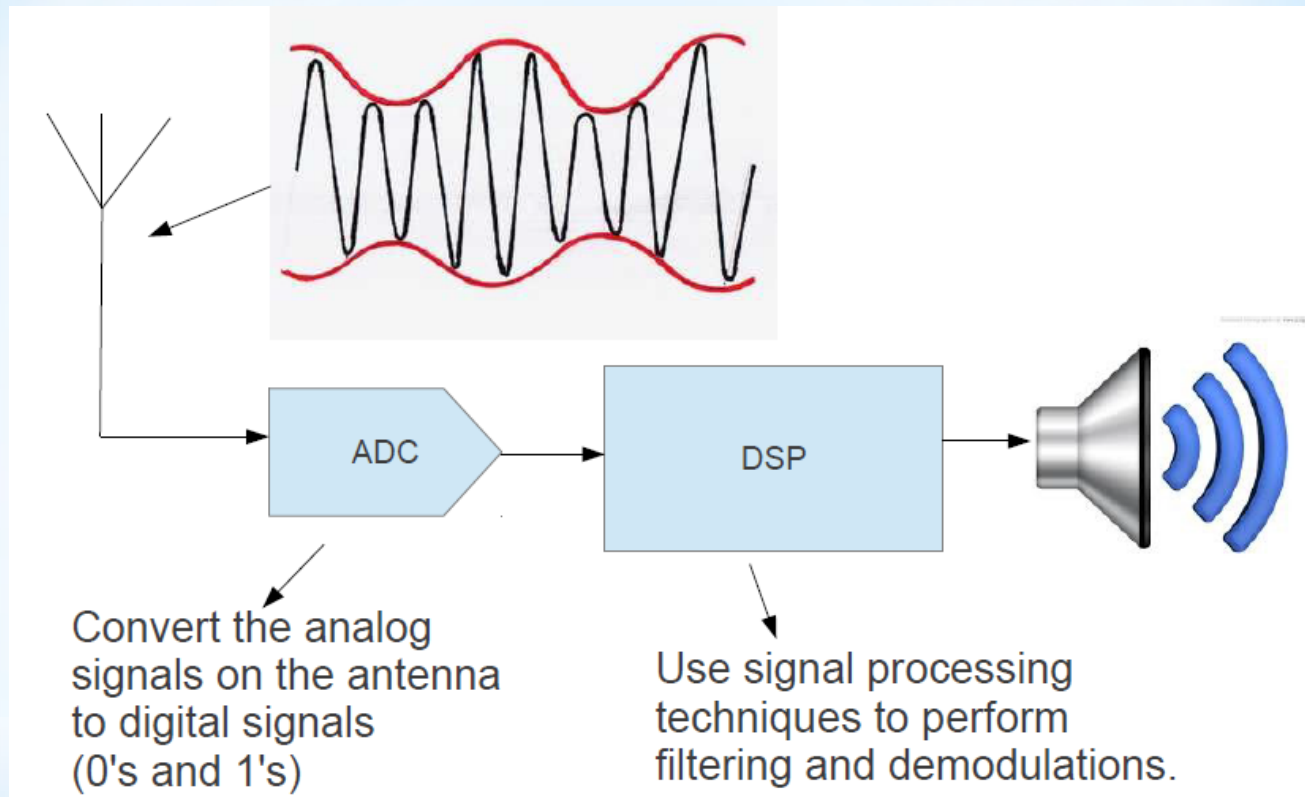 ADC
DSP
Convert the analog
signals on the antenna
to digital signals
(0's and 1's)
Use signal processing
techniques to perform
filtering and demodulations.